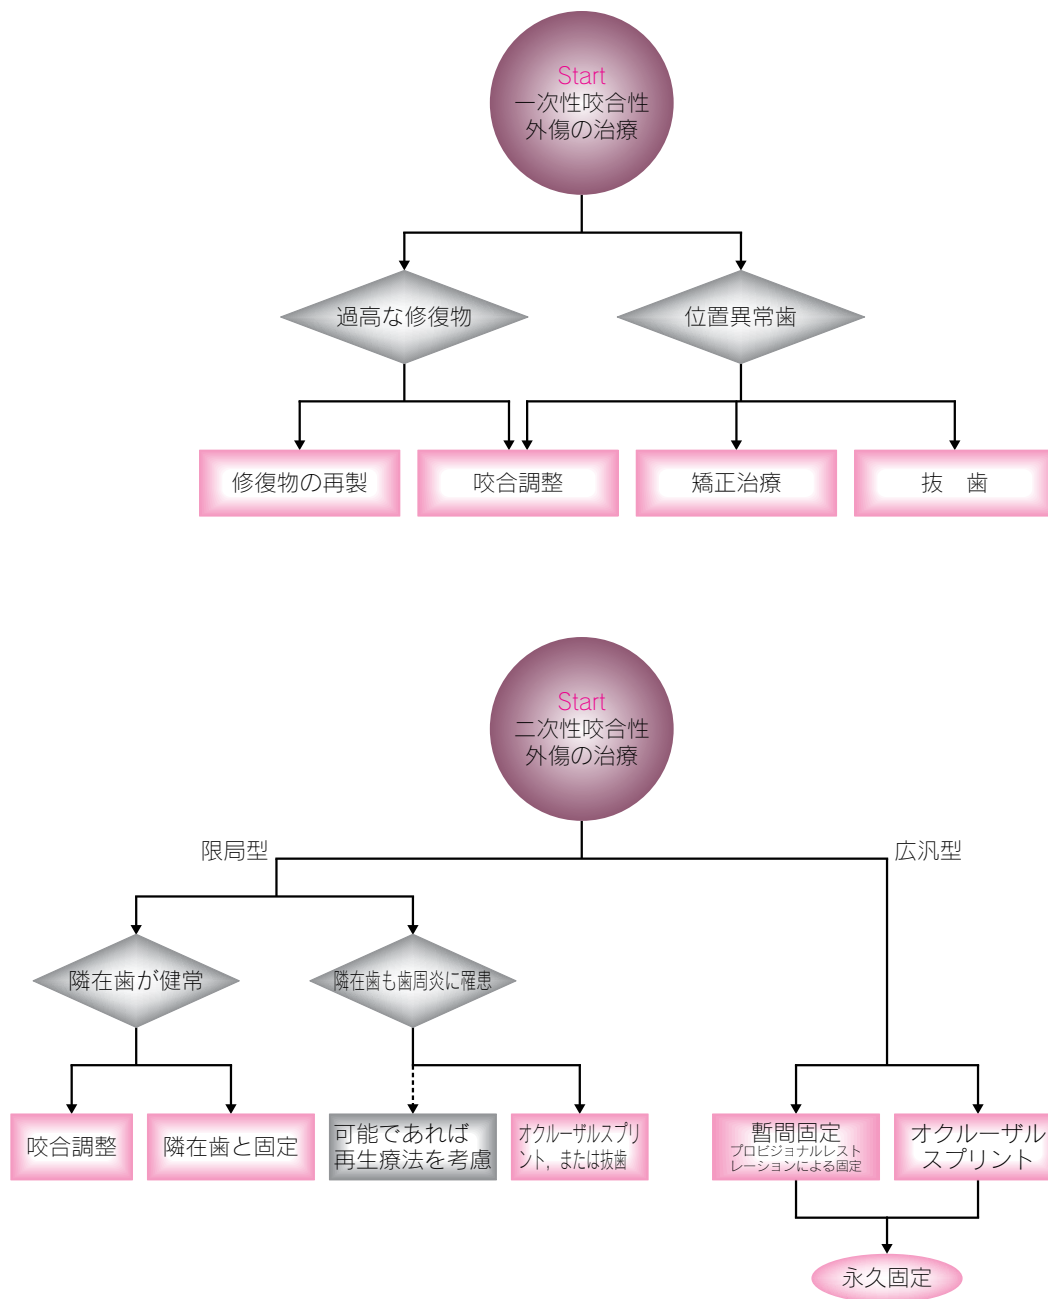 Start
一次性咬合性
外傷の治療
過高な修復物
位置異常歯
修復物の再製
咬合調整
矯正治療
抜　歯
Start
二次性咬合性
外傷の治療
限局型
広汎型
隣在歯が健常
隣在歯も歯周炎に罹患
咬合調整
隣在歯と固定
可能であれば
再生療法を考慮
オクルーザルスプリ
ント，または抜歯
暫間固定
プロビジョナルレスト
レーションによる固定
オクルーザル
スプリント
永久固定